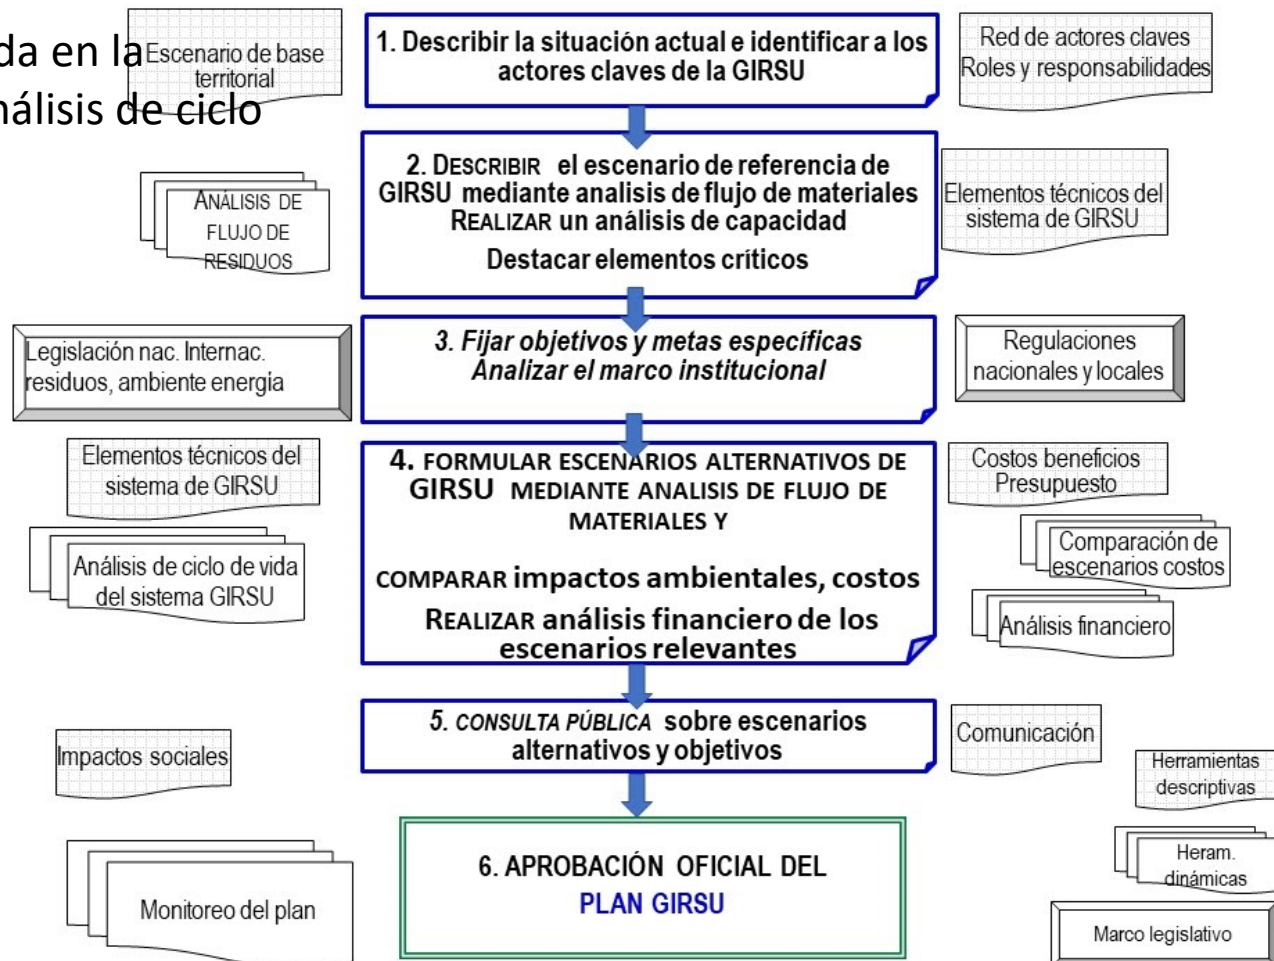 da en la
nálisis de ciclo
Escenario de base
territorial
1. Describir la situación actual e identificar a los
actores claves de la GIRSU
Red de actores claves
Roles y responsabilidades
ANÁLISIS DE
FLUJO DE
RESIDUOS
2. DESCRIBIR el escenario de referencia de
GIRSU mediante analisis de flujo de materiales
REALIZAR un análisis de capacidad
Destacar elementos críticos
Elementos técnicos del
sistema de GIRSU
Legislación nac. Internac.
residuos, ambiente energía
3. Fijar objetivos y metas específicas
Analizar el marco institucional
Regulaciones
nacionales y locales
Elementos técnicos del
sistema de GIRSU
Análisis de ciclo de vida
del sistema GIRSU
4. FORMULAR ESCENARIOS ALTERNATIVOS DE
GIRSU MEDIANTE ANALISIS DE FLUJO DE
MATERIALES Y
COMPARAR impactos ambientales, costos
REALIZAR análisis financiero de los
escenarios relevantes
Costos beneficios
Presupuesto
Comparación de
escenarios costos
Análisis financiero
Impactos sociales
5. CONSULTA PÚBLICA sobre escenarios
alternativos y objetivos
Comunicación
Monitoreo del plan
6. APROBACIÓN OFICIAL DEL
PLAN GIRSU
Herramientas
descriptivas
Heram.
dinámicas
Marco legislativo